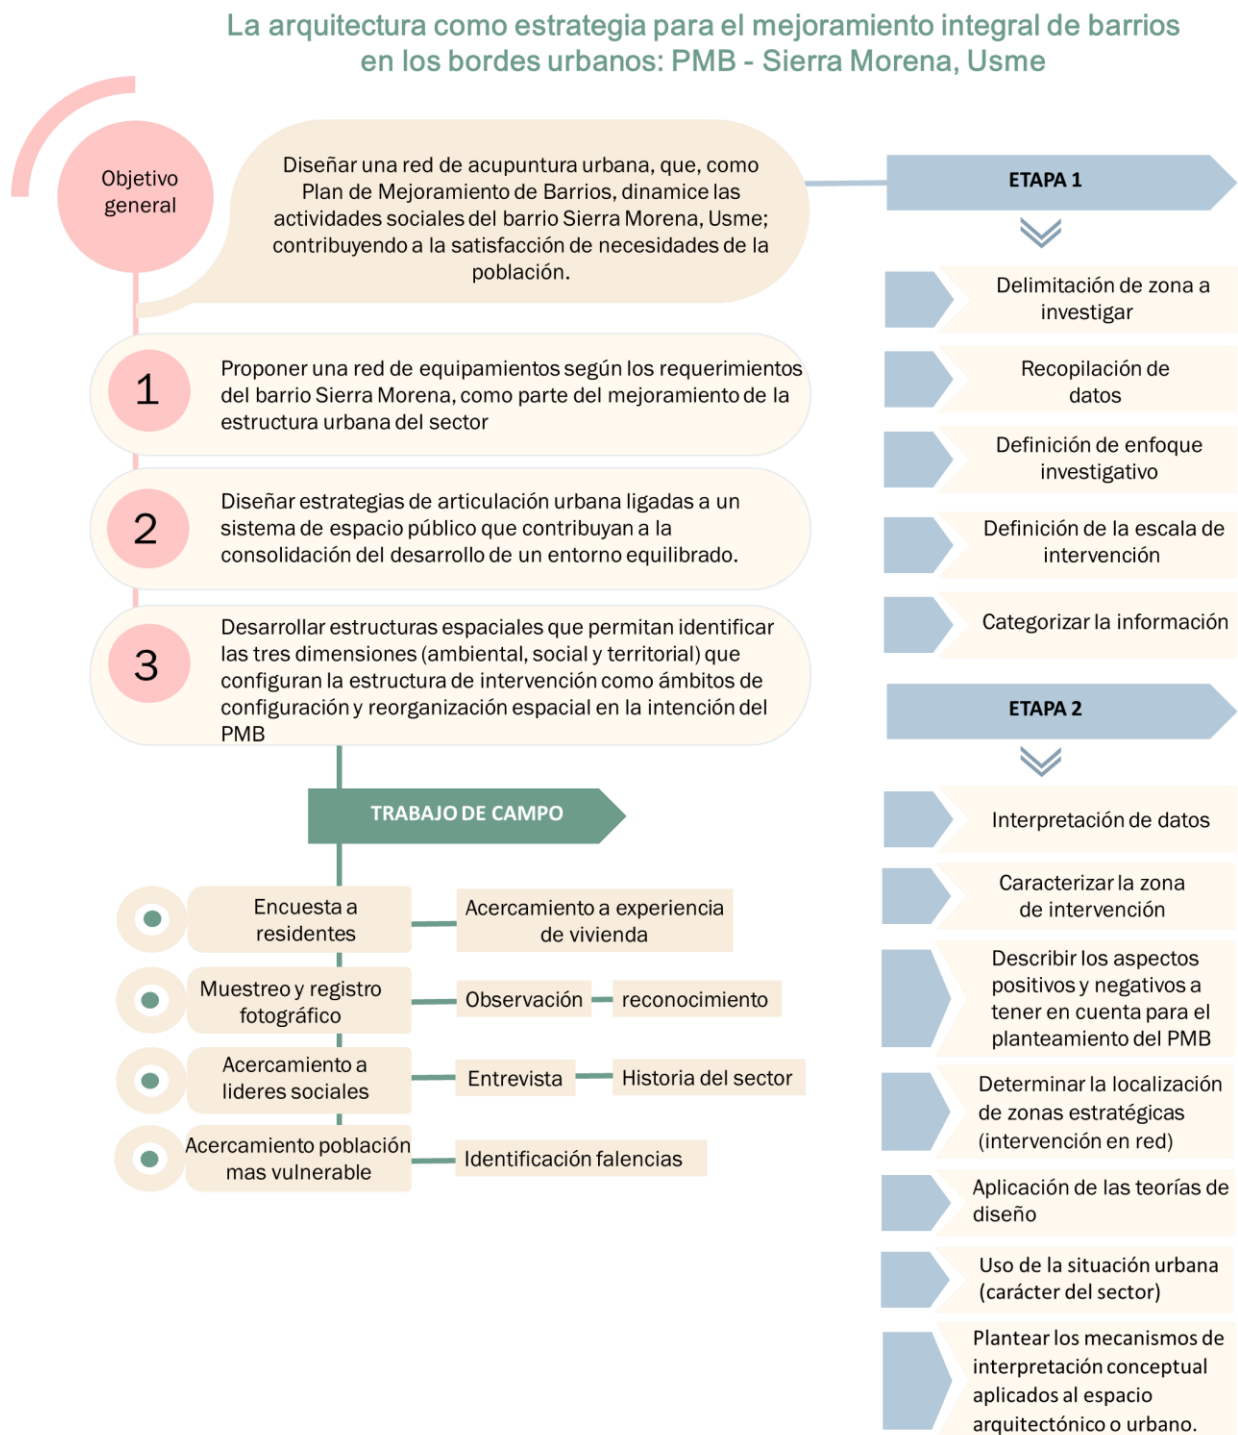 La arquitectura como estrategia para el mejoramiento integral de barrios
en los bordes urbanos: PMB - Sierra Morena, Usme
Objetivo
general
Diseñar una red de acupuntura urbana, que, como
Plan de Mejoramiento de Barrios, dinamice las
actividades sociales del barrio Sierra Morena, Usme;
contribuyendo a la satisfacción de necesidades de la
población.
1
Proponer una red de equipamientos según los requerimientos
del barrio Sierra Morena, como parte del mejoramiento de la
estructura urbana del sector
2
Diseñar estrategias de articulación urbana ligadas a un
sistema de espacio público que contribuyan a la
consolidación del desarrollo de un entorno equilibrado.
3
Desarrollar estructuras espaciales que permitan identificar
las tres dimensiones (ambiental, social y territorial) que
configuran la estructura de intervención como ámbitos de
configuración y reorganización espacial en la intención del
PMB
TRABAJO DE CAMPO
Encuesta a
residentes
Acercamiento a experiencia
de vivienda
Muestreo y registro
fotográfico
Observación
reconocimiento
Acercamiento a
lideres sociales
Entrevista
Historia del sector
Acercamiento población
mas vulnerable
Identificación falencias
ETAPA 1
Delimitación de zona a
investigar
Recopilación de
datos
Definición de enfoque
investigativo
Definición de la escala de
intervención
Categorizar la información
ETAPA 2
Interpretación de datos
Caracterizar la zona
de intervención
Describir los aspectos
positivos y negativos a
tener en cuenta para el
planteamiento del PMB
Determinar la localización
de zonas estratégicas
(intervención en red)
Aplicación de las teorías de
diseño
Uso de la situación urbana
(carácter del sector)
Plantear los mecanismos de
interpretación conceptual
aplicados al espacio
arquitectónico o urbano.